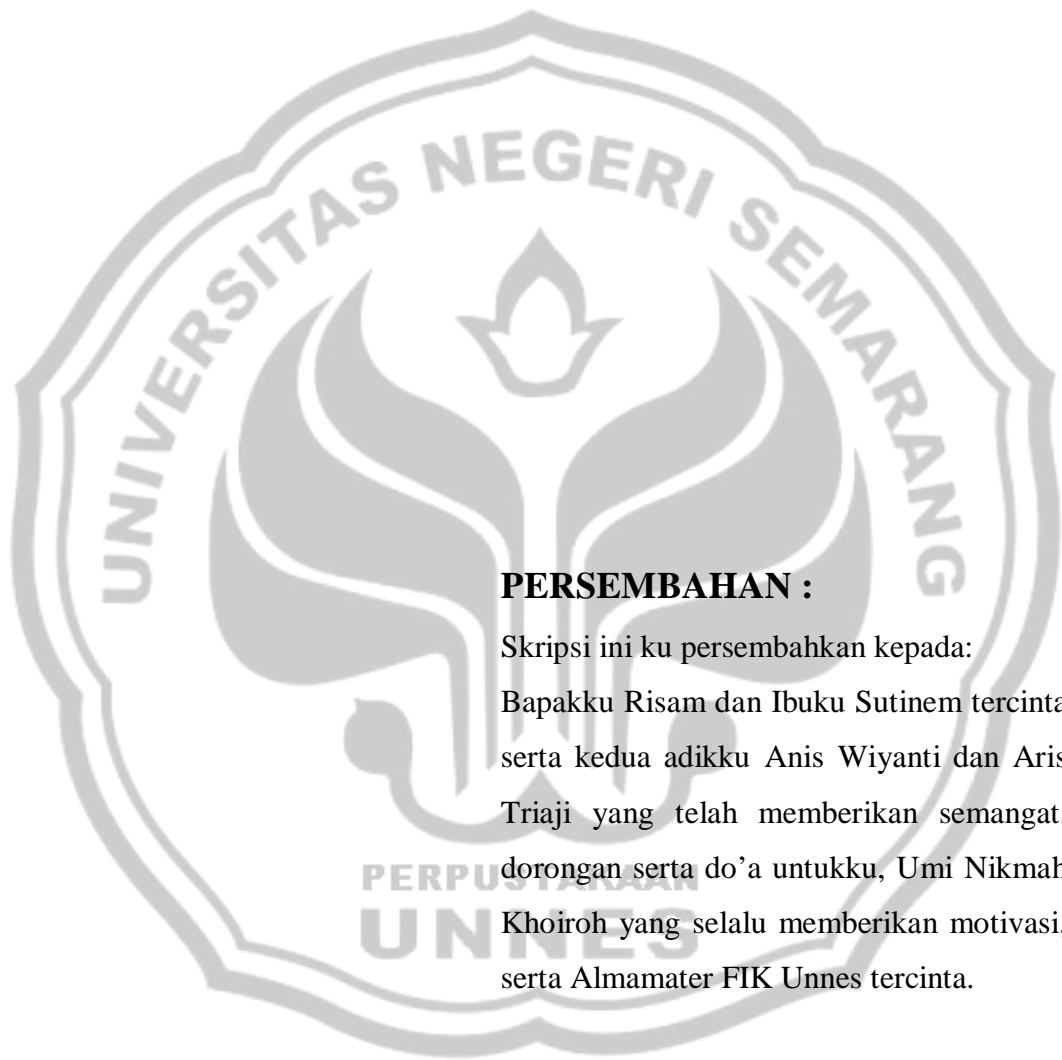 UNIVERSITAS NEGERI SEMARANG
PERSEMBAHAN :
Skripsi ini ku persembahkan kepada:
Bapakku Risam dan Ibuku Sutinem tercinta
serta kedua adikku Anis Wiyanti dan Aris
Triaji yang telah memberikan semangat,
dorongan serta do’a untukku, Umi Nikmah
Khoiroh yang selalu memberikan motivasi,
serta Almamater FIK Unnes tercinta.
PERPUSTAKAAN
UNNES